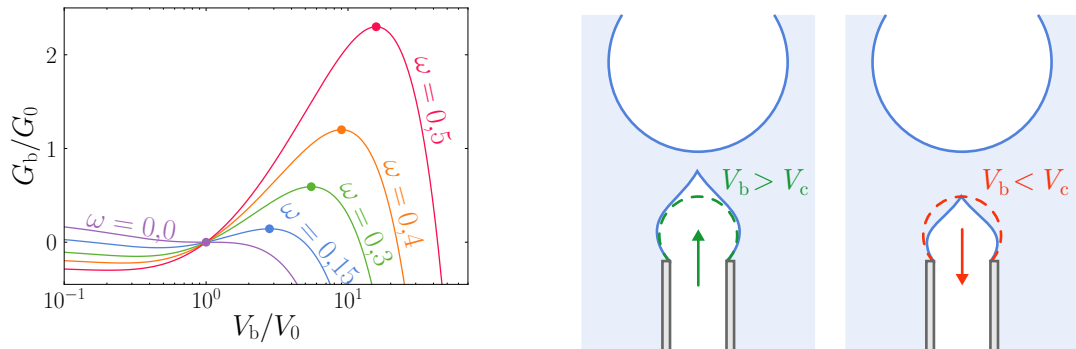 G_b/G_0
2
1
0
10^{-1}
10^0
10^1
V_b/V_0
ω = 0,0
ω = 0,15
ω = 0,3
ω = 0,4
ω = 0,5
V_b > V_c
V_b < V_c